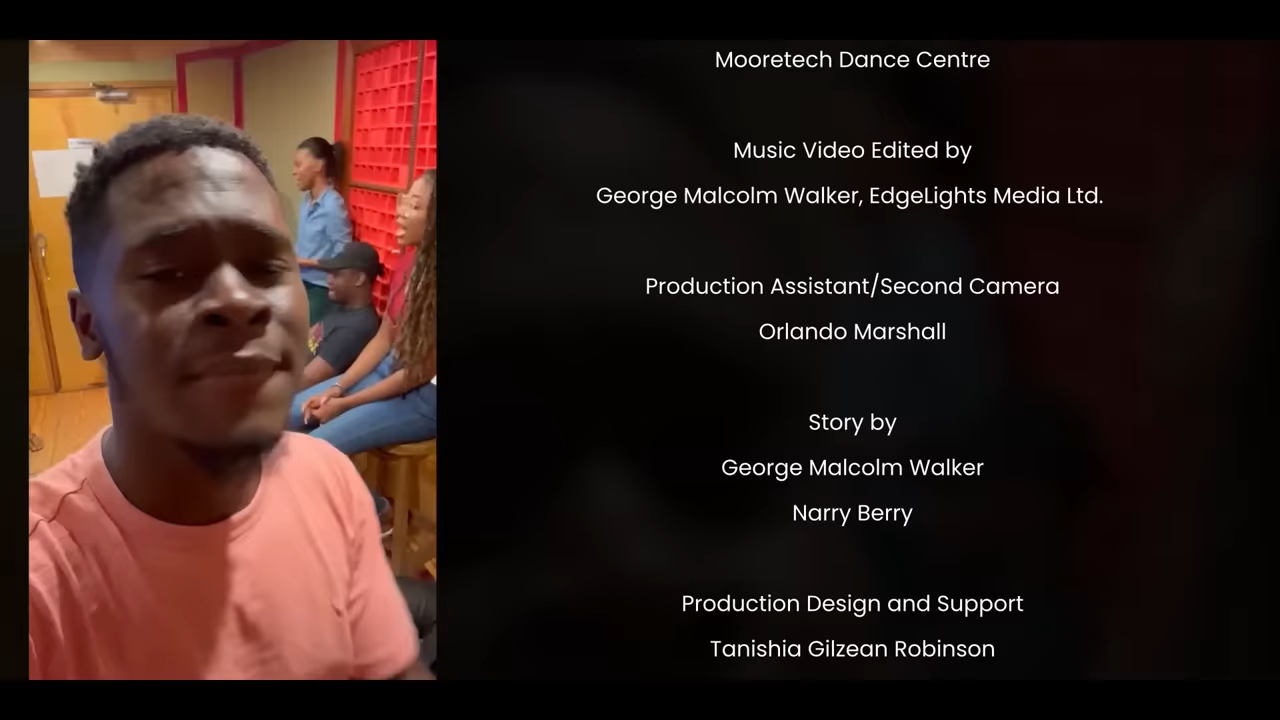 Mooretech Dance Centre
Music Video Edited by
George Malcolm Walker, EdgeLights Media Ltd.
Production Assistant/Second Camera
Orlando Marshall
Story by
George Malcolm Walker
Narry Berry
Production Design and Support
Tanishia Gilzean Robinson